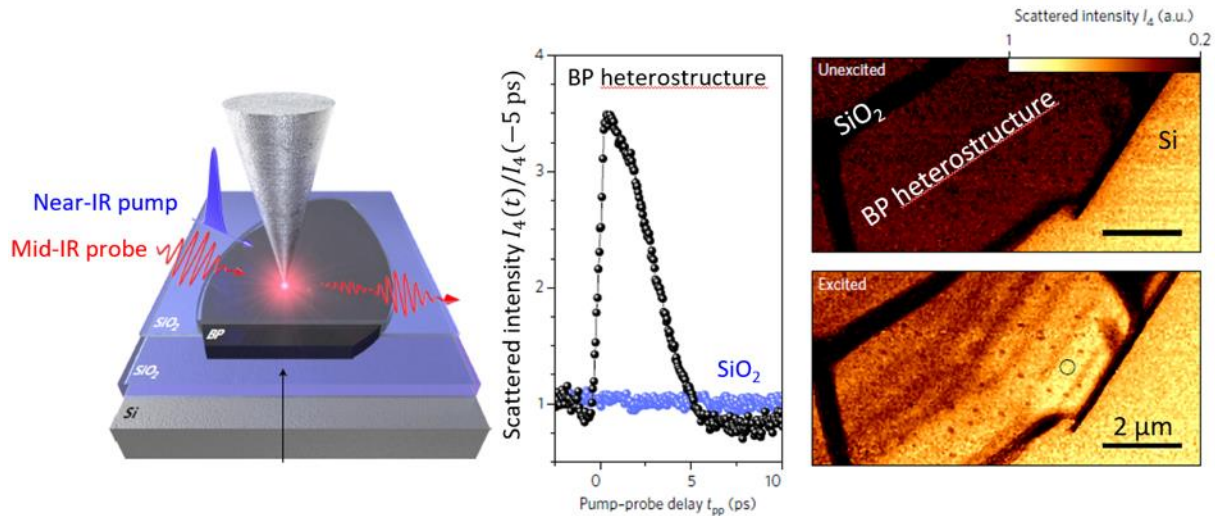 Near-IR pump
Mid-IR probe
SiO₂
BP
SiO₂
Si
Scattered intensity I₄(t)/I₄(−5 ps)
4
3
2
1
BP heterostructure
SiO₂
0
5
10
Pump-probe delay tₚₚ (ps)
Scattered intensity I₄ (a.u.)
1
0.2
Unexcited
SiO₂
BP heterostructure
Si
Excited
2 µm